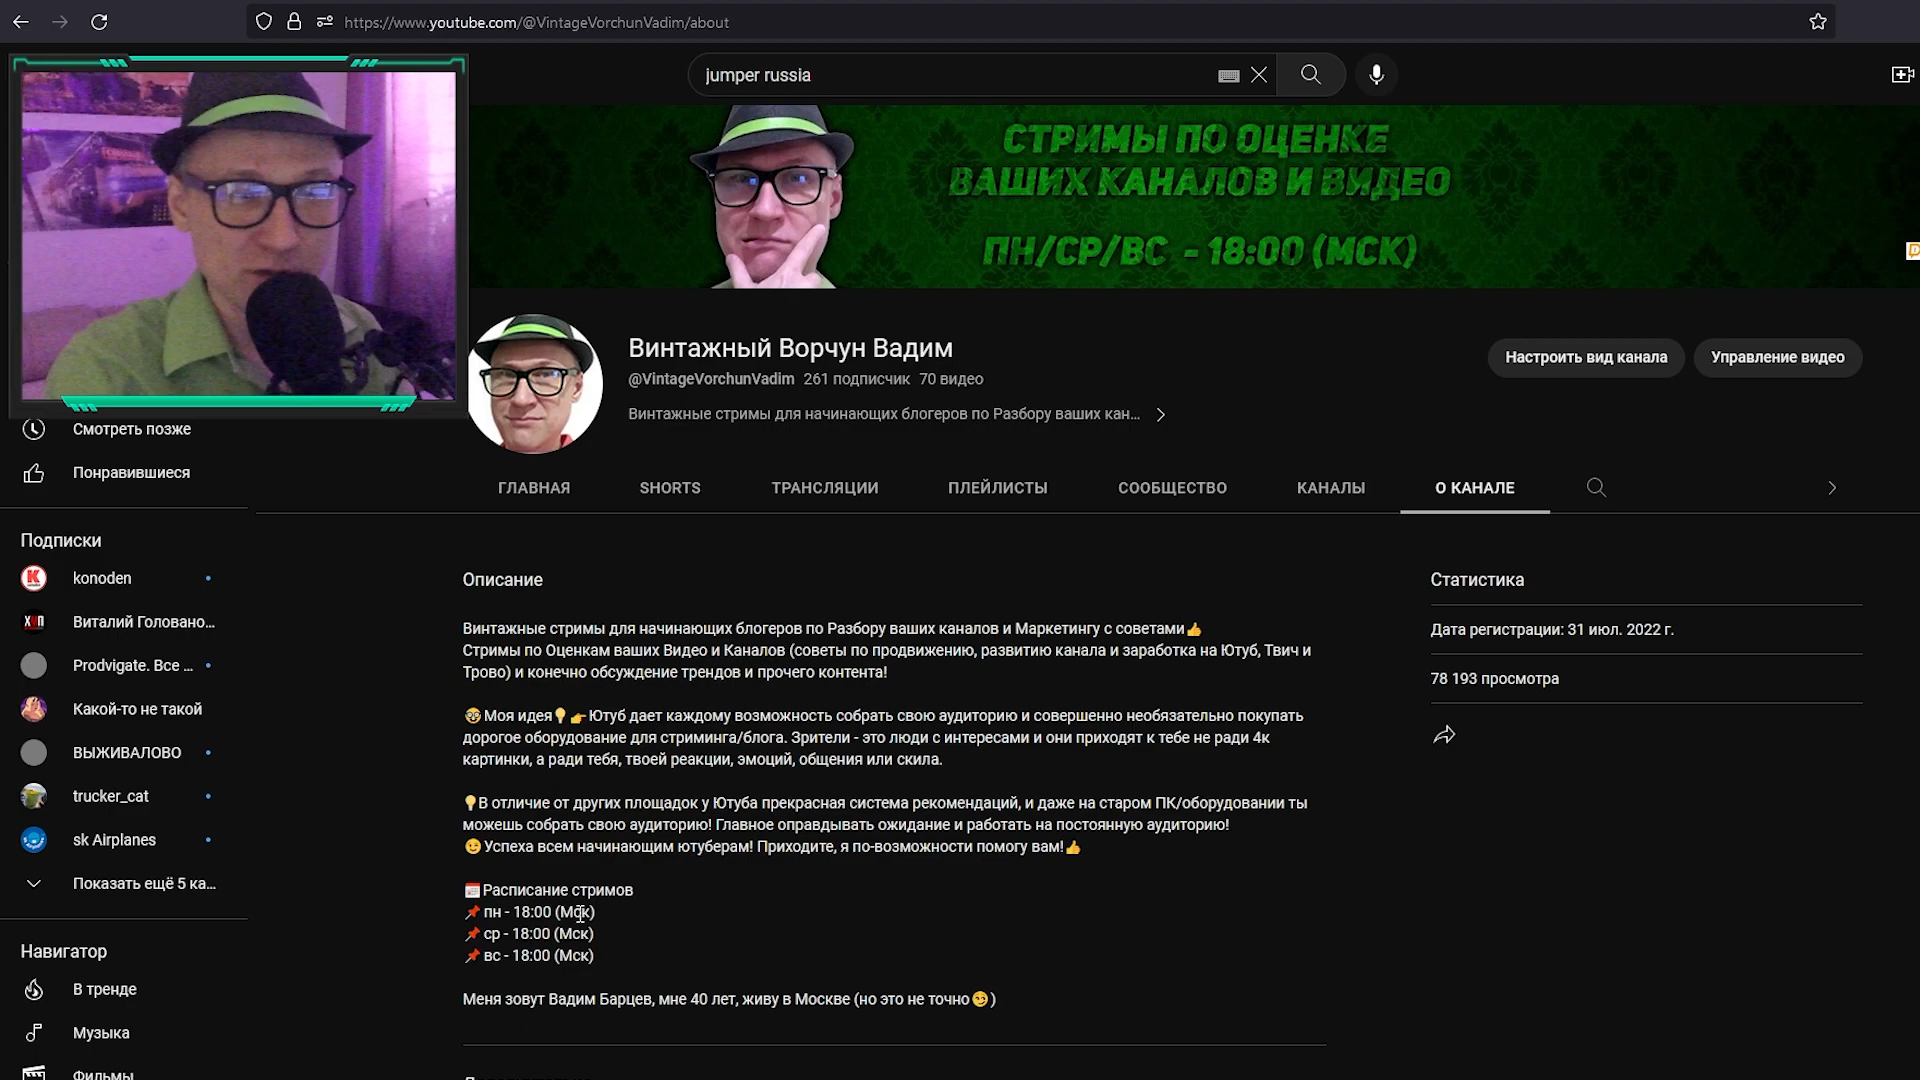 https://www.youtube.com/@VintageVorchunVadim/about
jumper russia
СТРИМЫ ПО ОЦЕНКЕ
ВАШИХ КАНАЛОВ И ВИДЕО
ПН/СР/ВС - 18:00 (МСК)
Винтажный Ворчун Вадим
@VintageVorchunVadim 261 подписчик 70 видео
Винтажные стримы для начинающих блогеров по Разбору ваших кан...
Настроить вид канала
Управление видео
Смотреть позже
Понравившиеся
ГЛАВНАЯ
SHORTS
ТРАНСЛЯЦИИ
ПЛЕЙЛИСТЫ
СООБЩЕСТВО
КАНАЛЫ
О КАНАЛЕ
Подписки
konoden
Виталий Головано...
Prodvigate. Все ...
Какой-то не такой
ВЫЖИВАЛОВО
trucker_cat
sk Airplanes
Показать ещё 5 ка...
Навигатор
В тренде
Музыка
Фильмы
Описание
Винтажные стримы для начинающих блогеров по Разбору ваших каналов и Маркетингу с советами👍
Стримы по Оценкам ваших Видео и Каналов (советы по продвижению, развитию канала и заработка на Ютуб, Твич и
Трово) и конечно обсуждение трендов и прочего контента!
🤓Моя идея💡👉Ютуб дает каждому возможность собрать свою аудиторию и совершенно необязательно покупать
дорогое оборудование для стриминга/блога. Зрители - это люди с интересами и они приходят к тебе не ради 4к
картинки, а ради тебя, твоей реакции, эмоций, общения или скила.
💡В отличие от других площадок у Ютуба прекрасная система рекомендаций, и даже на старом ПК/оборудовании ты
можешь собрать свою аудиторию! Главное оправдывать ожидание и работать на постоянную аудиторию!
😉Успеха всем начинающим ютуберам! Приходите, я по-возможности помогу вам!👍
📅Расписание стримов
📌пн - 18:00 (Мск)
📌ср - 18:00 (Мск)
📌вс - 18:00 (Мск)
Меня зовут Вадим Барцев, мне 40 лет, живу в Москве (но это не точно😏)
Статистика
Дата регистрации: 31 июл. 2022 г.
78 193 просмотра